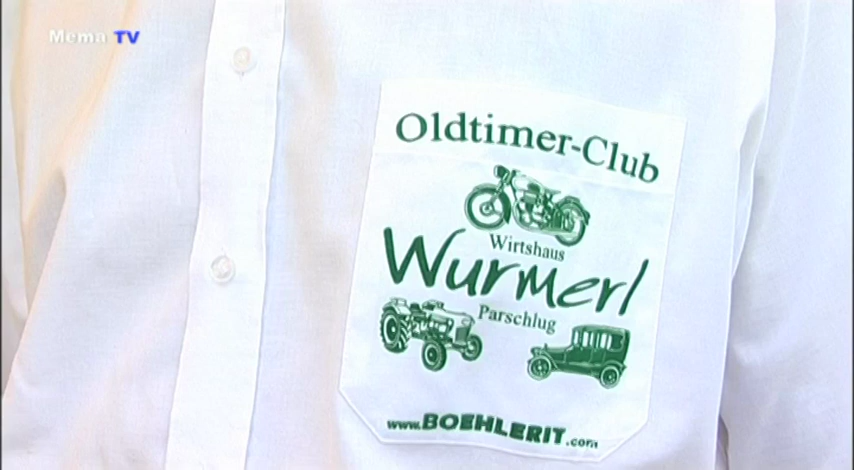 Mema TV
Oldtimer-Club
Wirtshaus
Wurmerl
Parschlug
www.BOEHLERIT.com